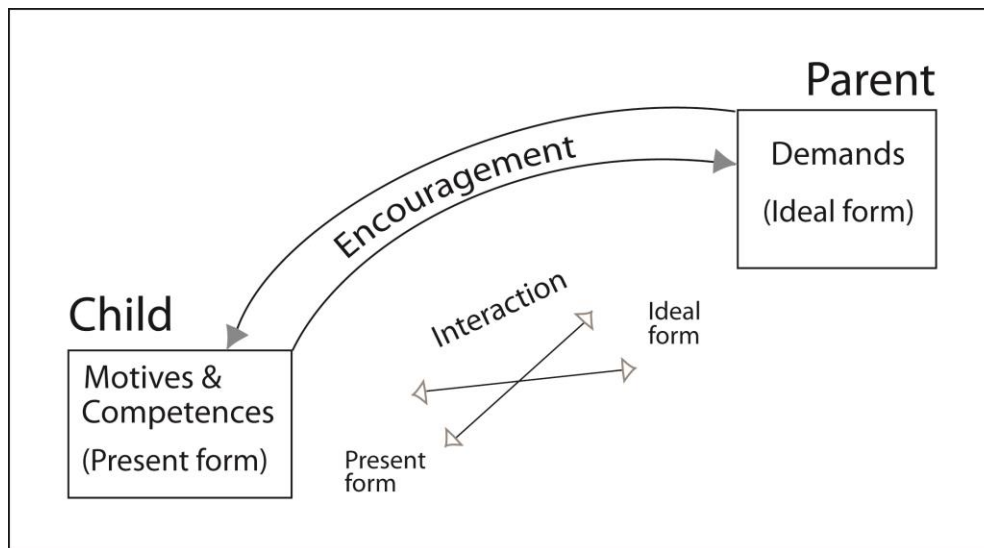 Parent
Demands
(Ideal form)
Encouragement
Child
Motives &
Competences
(Present form)
Interaction
Ideal
form
Present
form